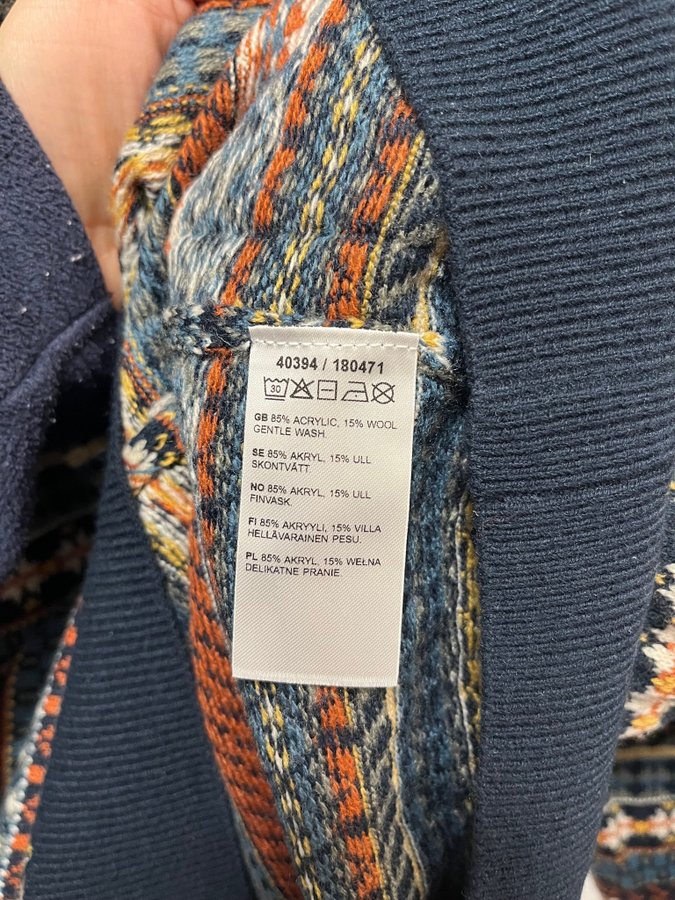 40394 / 180471
30
GB 85% ACRYLIC, 15% WOOL
GENTLE WASH.
SE 85% AKRYL, 15% ULL
SKONTVÄTT.
NO 85% AKRYL, 15% ULL
FINVASK.
FI 85% AKRYYLI, 15% VILLA
HELLÄVARAINEN PESU.
PL 85% AKRYL, 15% WEŁNA
DELIKATNE PRANIE.